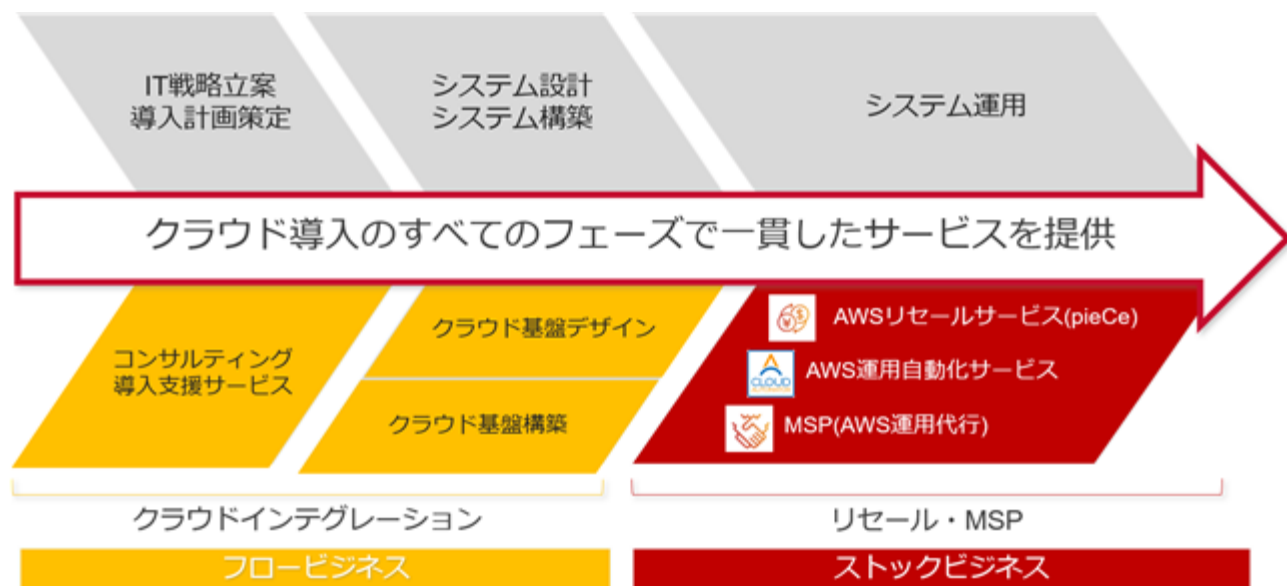 IT戦略立案
導入計画策定
システム設計
システム構築
システム運用
クラウド導入のすべてのフェーズで一貫したサービスを提供
コンサルティング
導入支援サービス
クラウド基盤デザイン
クラウド基盤構築
AWSリセールサービス(pieCe)
CLOUD
AWS運用自動化サービス
MSP(AWS運用代行)
クラウドインテグレーション
リセール・MSP
フロービジネス
ストックビジネス